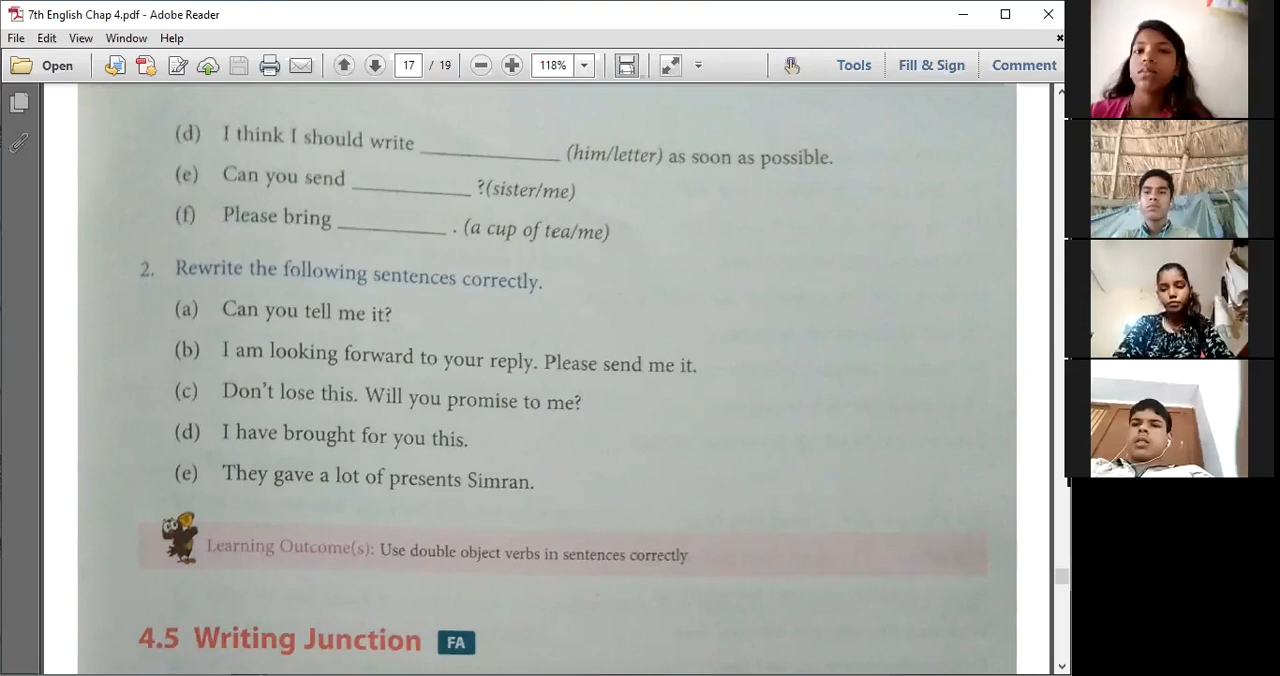 7th English Chap 4.pdf - Adobe Reader
File Edit View Window Help
Open 17 / 19 118% Tools Fill & Sign Comment
(d) I think I should write ____________ (him/letter) as soon as possible.
(e) Can you send ____________ ?(sister/me)
(f) Please bring ____________ . (a cup of tea/me)
2. Rewrite the following sentences correctly.
(a) Can you tell me it?
(b) I am looking forward to your reply. Please send me it.
(c) Don't lose this. Will you promise to me?
(d) I have brought for you this.
(e) They gave a lot of presents Simran.
Learning Outcome(s): Use double object verbs in sentences correctly
4.5 Writing Junction FA